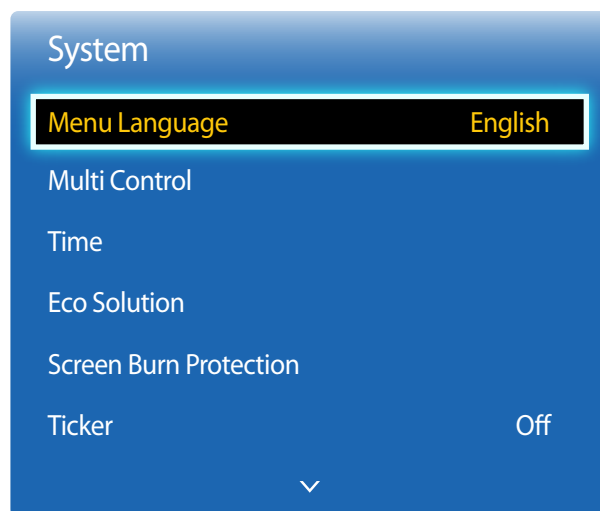 System
Menu Language English
Multi Control
Time
Eco Solution
Screen Burn Protection
Ticker Off